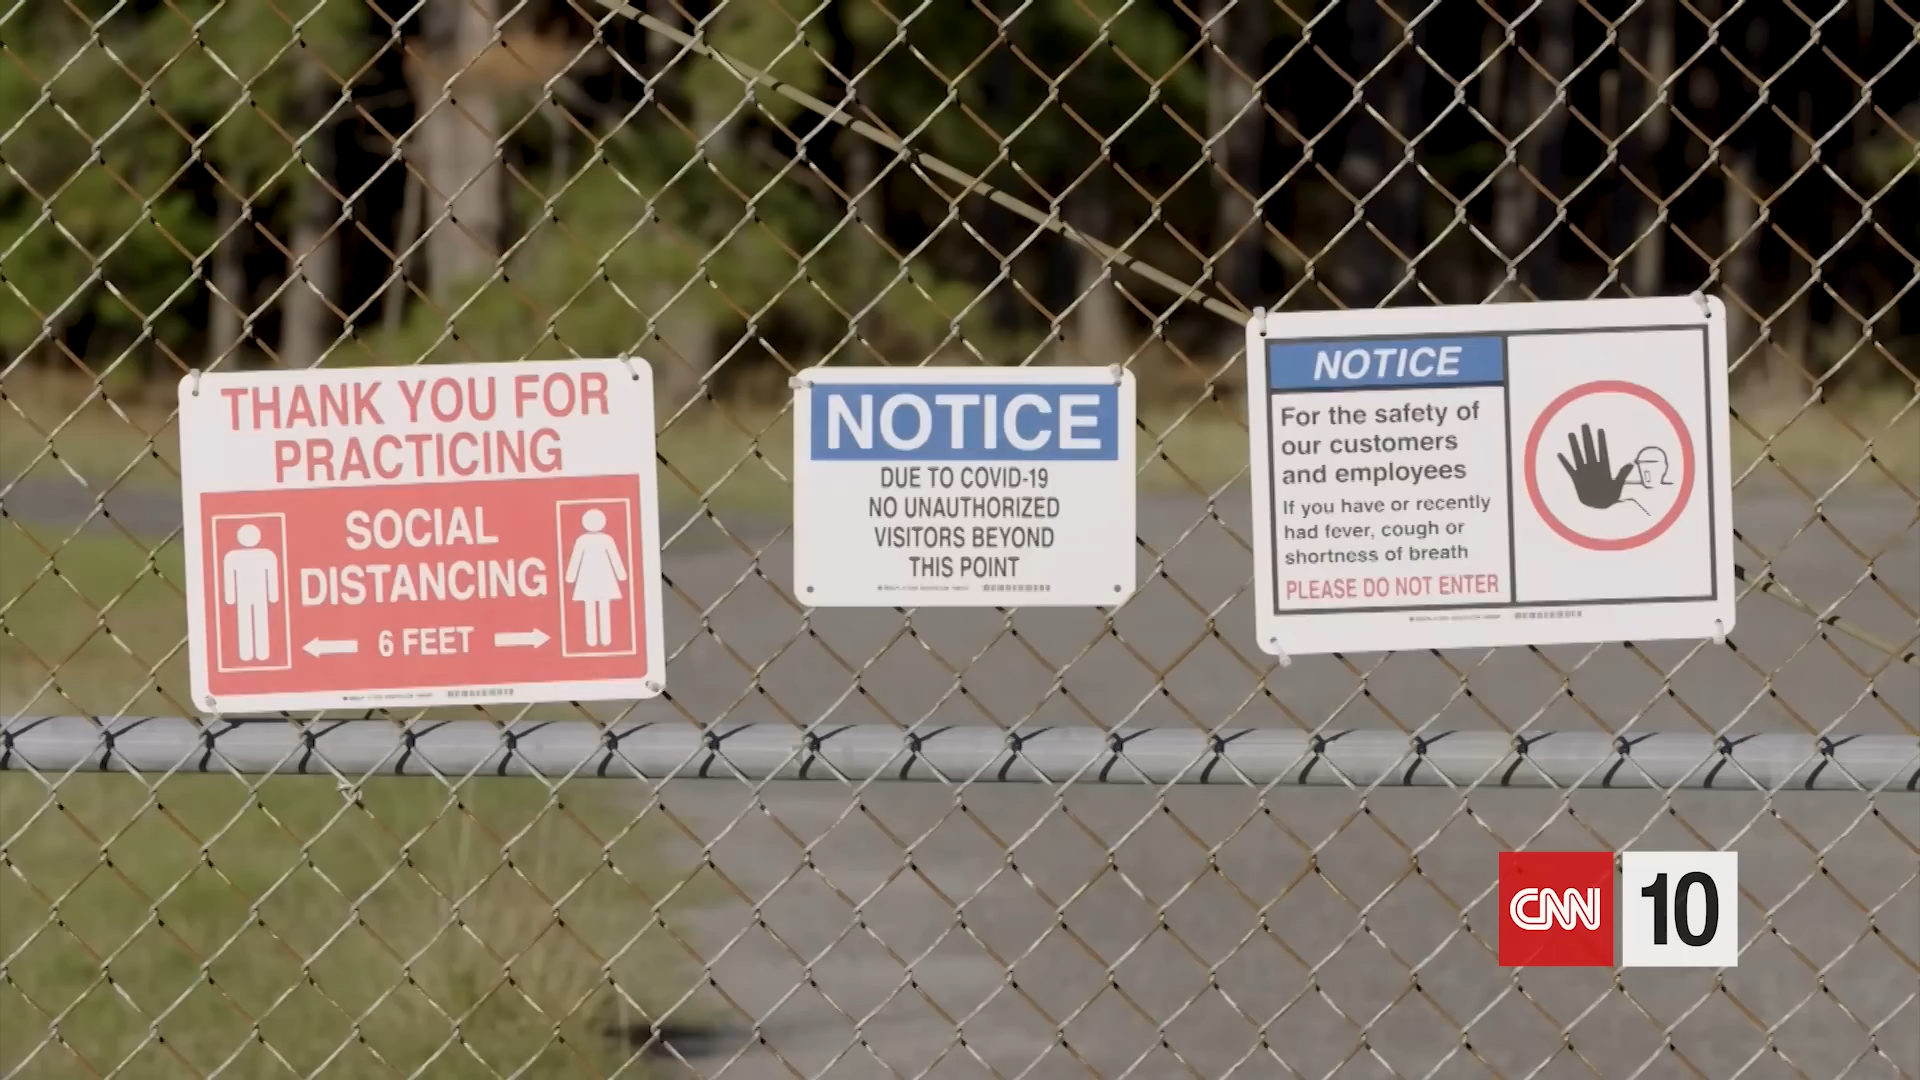 THANK YOU FOR
PRACTICING
SOCIAL
DISTANCING
6 FEET
NOTICE
DUE TO COVID-19
NO UNAUTHORIZED
VISITORS BEYOND
THIS POINT
NOTICE
For the safety of
our customers
and employees
If you have or recently
had fever, cough or
shortness of breath
PLEASE DO NOT ENTER
CNN 10